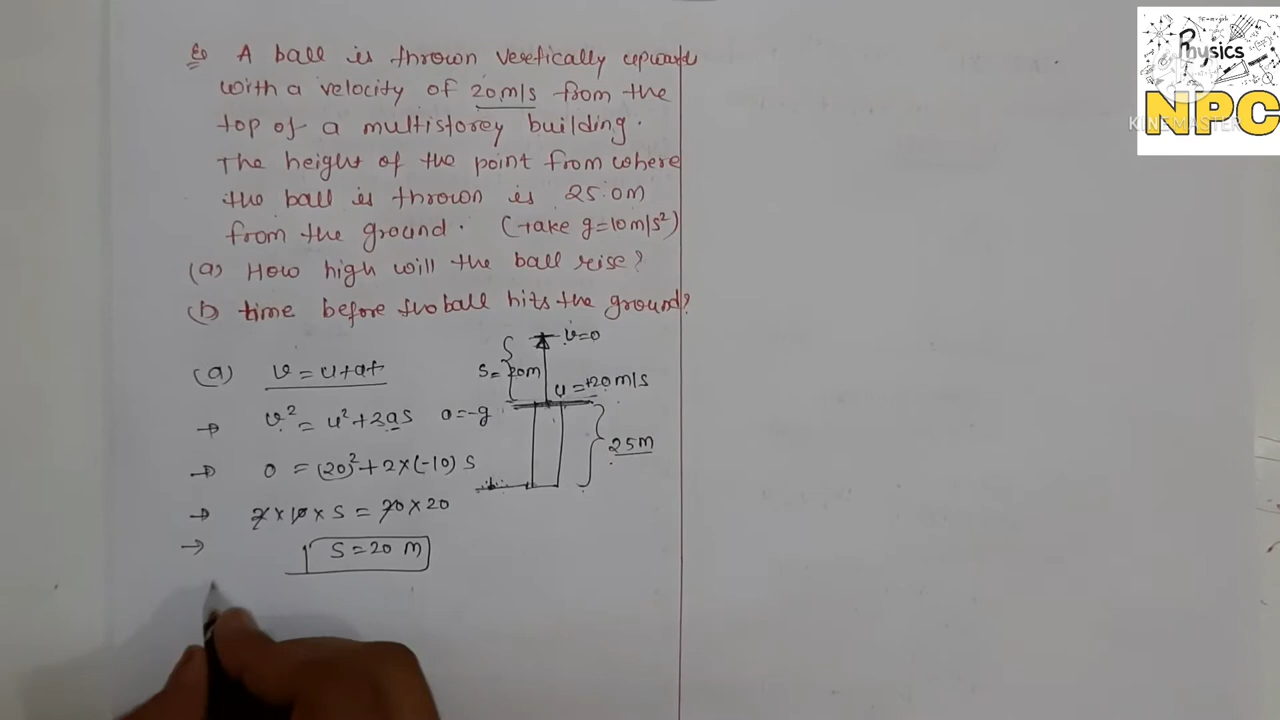 Ex A ball is thrown vertically upwards
with a velocity of 20m/s from the
top of a multistorey building.
The height of the point from where
the ball is thrown is 25.0m
from the ground. (take g=10m/s²)
(a) How high will the ball rise?
(b) time before the ball hits the ground?
v=0
S=20m
u=+20m/s
(a) v=u+at
→ v²=u²+2as a=-g
25m
→ 0 = (20)²+2×(-10) S
→ 2×10×S = 20×20
→ S=20 m
Physics
NPC
KINEMASTER